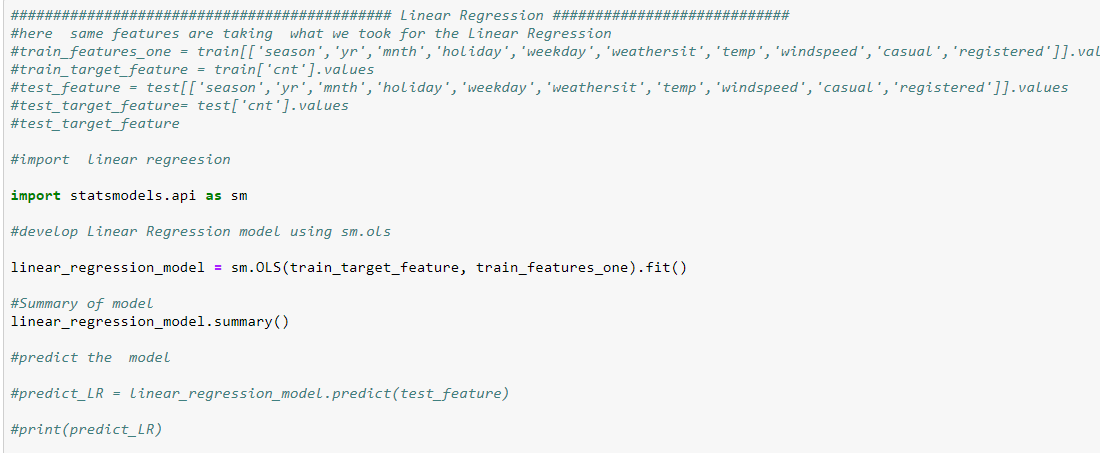 ############################################# Linear Regression ############################
#here  same features are taking  what we took for the Linear Regression
#train_features_one = train[['season','yr','mnth','holiday','weekday','weathersit','temp','windspeed','casual','registered']].val
#train_target_feature = train['cnt'].values
#test_feature = test[['season','yr','mnth','holiday','weekday','weathersit','temp','windspeed','casual','registered']].values
#test_target_feature= test['cnt'].values
#test_target_feature
#import  linear regreesion
import statsmodels.api as sm
#develop Linear Regression model using sm.ols
linear_regression_model = sm.OLS(train_target_feature, train_features_one).fit()
#Summary of model
linear_regression_model.summary()
#predict the  model
#predict_LR = linear_regression_model.predict(test_feature)
#print(predict_LR)